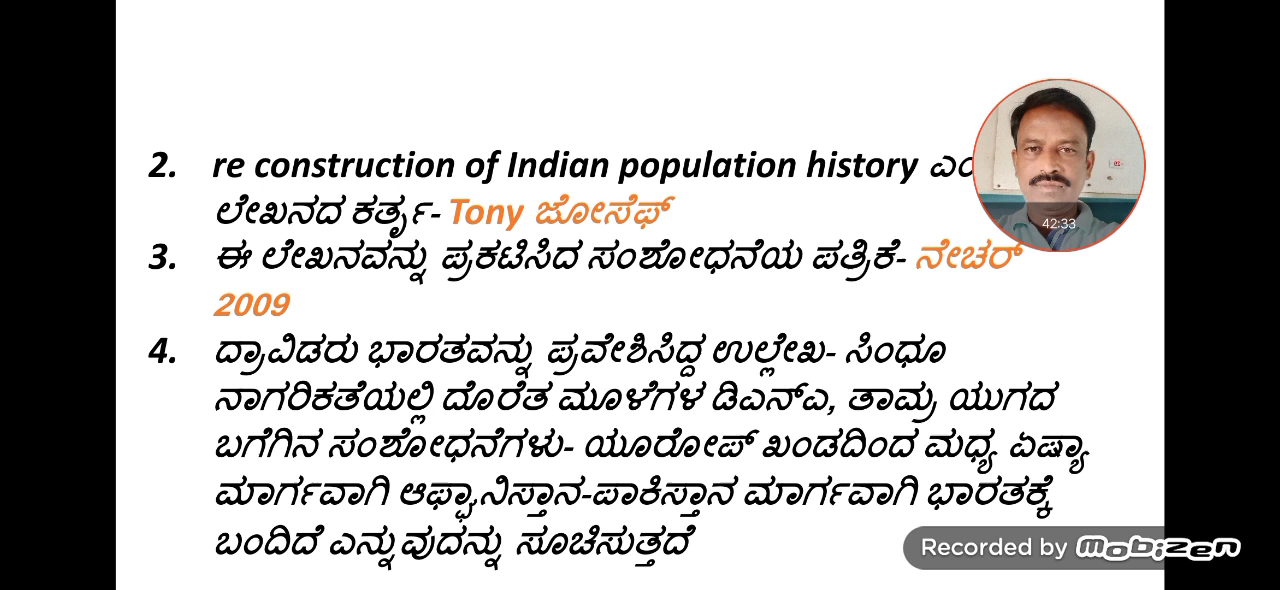 2. re construction of Indian population history
ಲೇಖನದ ಕರ್ತೃ- Tony ಜೋಸೆಫ್
3. ಈ ಲೇಖನವನ್ನು ಪ್ರಕಟಿಸಿದ ಸಂಶೋಧನೆಯ ಪತ್ರಿಕೆ- ನೇಚರ್
2009
4. ದ್ರಾವಿಡರು ಭಾರತವನ್ನು ಪ್ರವೇಶಿಸಿದ್ದ ಉಲ್ಲೇಖ- ಸಿಂಧೂ
ನಾಗರಿಕತೆಯಲ್ಲಿ ದೊರೆತ ಮೂಳೆಗಳ ಡಿಎನ್ಎ, ತಾಮ್ರ ಯುಗದ
ಬಗೆಗಿನ ಸಂಶೋಧನೆಗಳು- ಯೂರೋಪ್ ಖಂಡದಿಂದ ಮಧ್ಯ ಏಷ್ಯಾ
ಮಾರ್ಗವಾಗಿ ಆಫ್ಘಾನಿಸ್ತಾನ-ಪಾಕಿಸ್ತಾನ ಮಾರ್ಗವಾಗಿ ಭಾರತಕ್ಕೆ
ಬಂದಿದೆ ಎನ್ನುವುದನ್ನು ಸೂಚಿಸುತ್ತದೆ
42:33
Recorded by mobizen